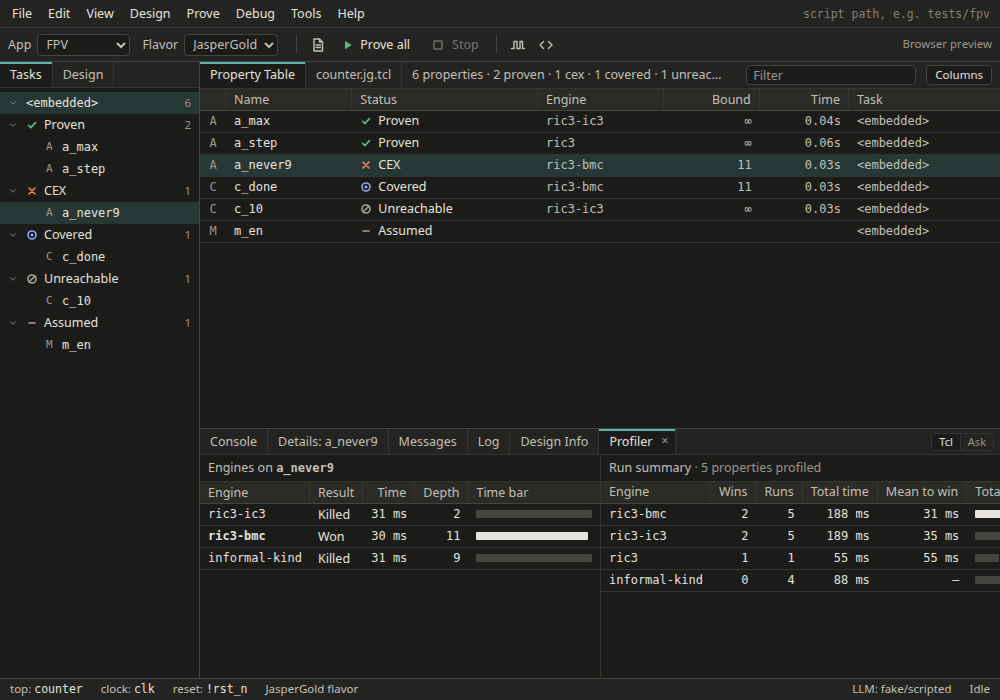 File Edit View Design Prove Debug Tools Help script path, e.g. tests/fpv
App FPV Flavor JasperGold Prove all Stop Browser preview
Tasks Design Property Table counter.jg.tcl 6 properties · 2 proven · 1 cex · 1 covered · 1 unreac... Filter Columns
<embedded> 6
Proven 2
A a_max
A a_step
CEX 1
A a_never9
Covered 1
C c_done
Unreachable 1
C c_10
Assumed 1
M m_en
Name Status Engine Bound Time Task
A a_max Proven ric3-ic3 ∞ 0.04s <embedded>
A a_step Proven ric3 ∞ 0.06s <embedded>
A a_never9 CEX ric3-bmc 11 0.03s <embedded>
C c_done Covered ric3-bmc 11 0.03s <embedded>
C c_10 Unreachable ric3-ic3 ∞ 0.03s <embedded>
M m_en Assumed <embedded>
Console Details: a_never9 Messages Log Design Info Profiler × Tcl Ask
Engines on a_never9
Engine Result Time Depth Time bar
ric3-ic3 Killed 31 ms 2
ric3-bmc Won 30 ms 11
informal-kind Killed 31 ms 9
Run summary · 5 properties profiled
Engine Wins Runs Total time Mean to win Tota
ric3-bmc 2 5 188 ms 31 ms
ric3-ic3 2 5 189 ms 35 ms
ric3 1 1 55 ms 55 ms
informal-kind 0 4 88 ms —
top: counter clock: clk reset: !rst_n JasperGold flavor LLM: fake/scripted Idle